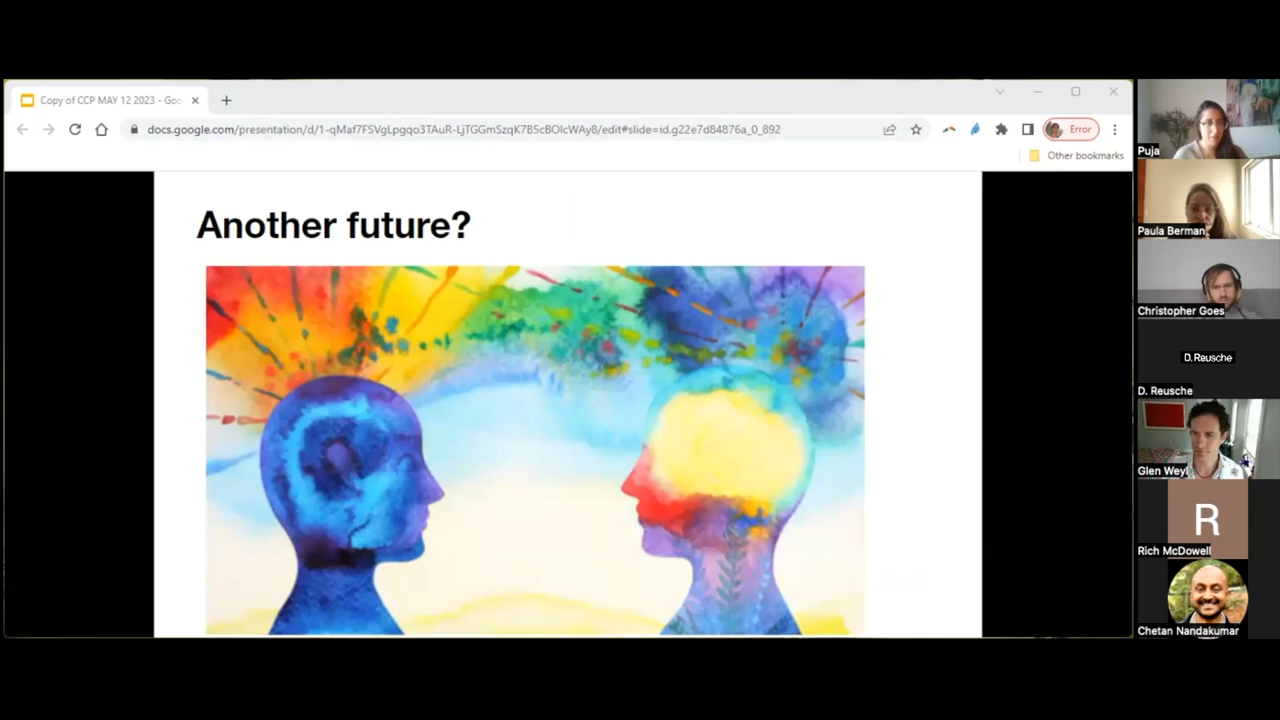 Copy of CCP MAY 12 2023 - Goo
docs.google.com/presentation/d/1-qMaf7FSVgLpgqo3TAuR-LjTGGmSzqK7B5cBOIcWAy8/edit#slide=id.g22e7d84876a_0_892
Error
Other bookmarks
Another future?
Puja
Paula Berman
Christopher Goes
D. Reusche
D. Reusche
Glen Weyl
R
Rich McDowell
Chetan Nandakumar